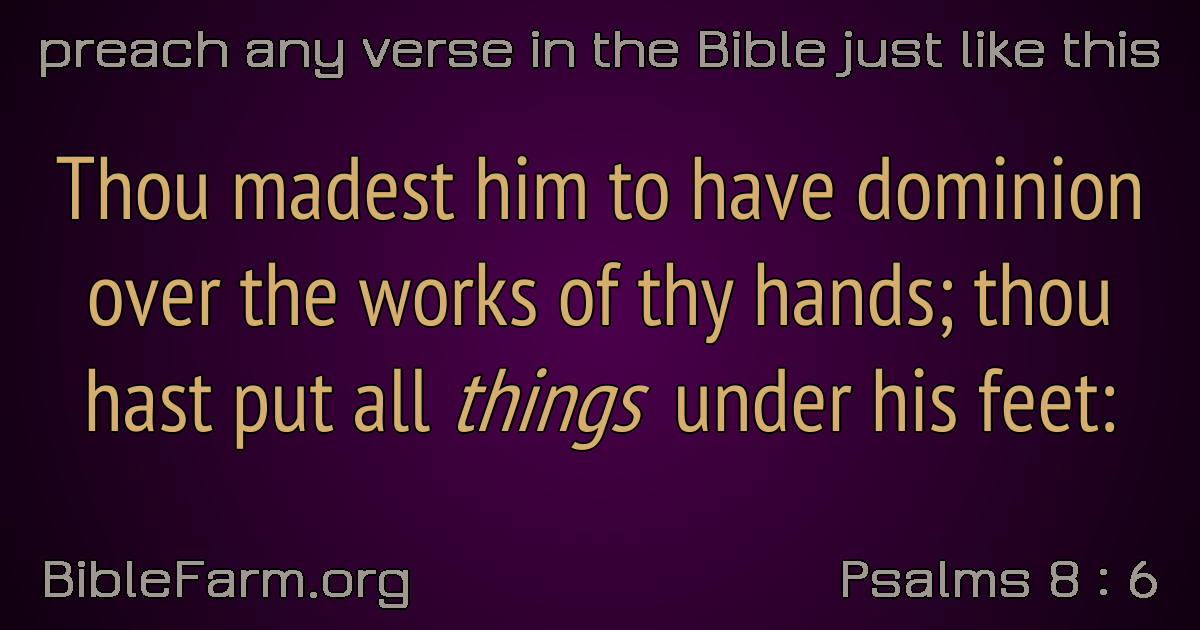 preach any verse in the Bible just like this
Thou madest him to have dominion
over the works of thy hands; thou
hast put all things under his feet:
BibleFarm.org
Psalms 8 : 6